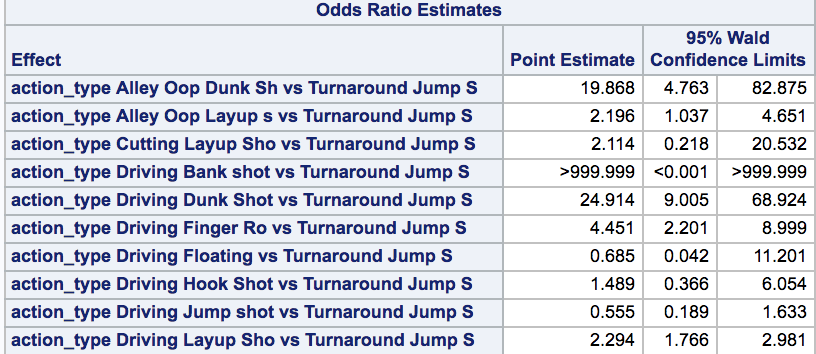 Odds Ratio Estimates
95% Wald
Effect Point Estimate Confidence Limits
action_type Alley Oop Dunk Sh vs Turnaround Jump S 19.868 4.763 82.875
action_type Alley Oop Layup s vs Turnaround Jump S 2.196 1.037 4.651
action_type Cutting Layup Sho vs Turnaround Jump S 2.114 0.218 20.532
action_type Driving Bank shot vs Turnaround Jump S >999.999 <0.001 >999.999
action_type Driving Dunk Shot vs Turnaround Jump S 24.914 9.005 68.924
action_type Driving Finger Ro vs Turnaround Jump S 4.451 2.201 8.999
action_type Driving Floating vs Turnaround Jump S 0.685 0.042 11.201
action_type Driving Hook Shot vs Turnaround Jump S 1.489 0.366 6.054
action_type Driving Jump shot vs Turnaround Jump S 0.555 0.189 1.633
action_type Driving Layup Sho vs Turnaround Jump S 2.294 1.766 2.981